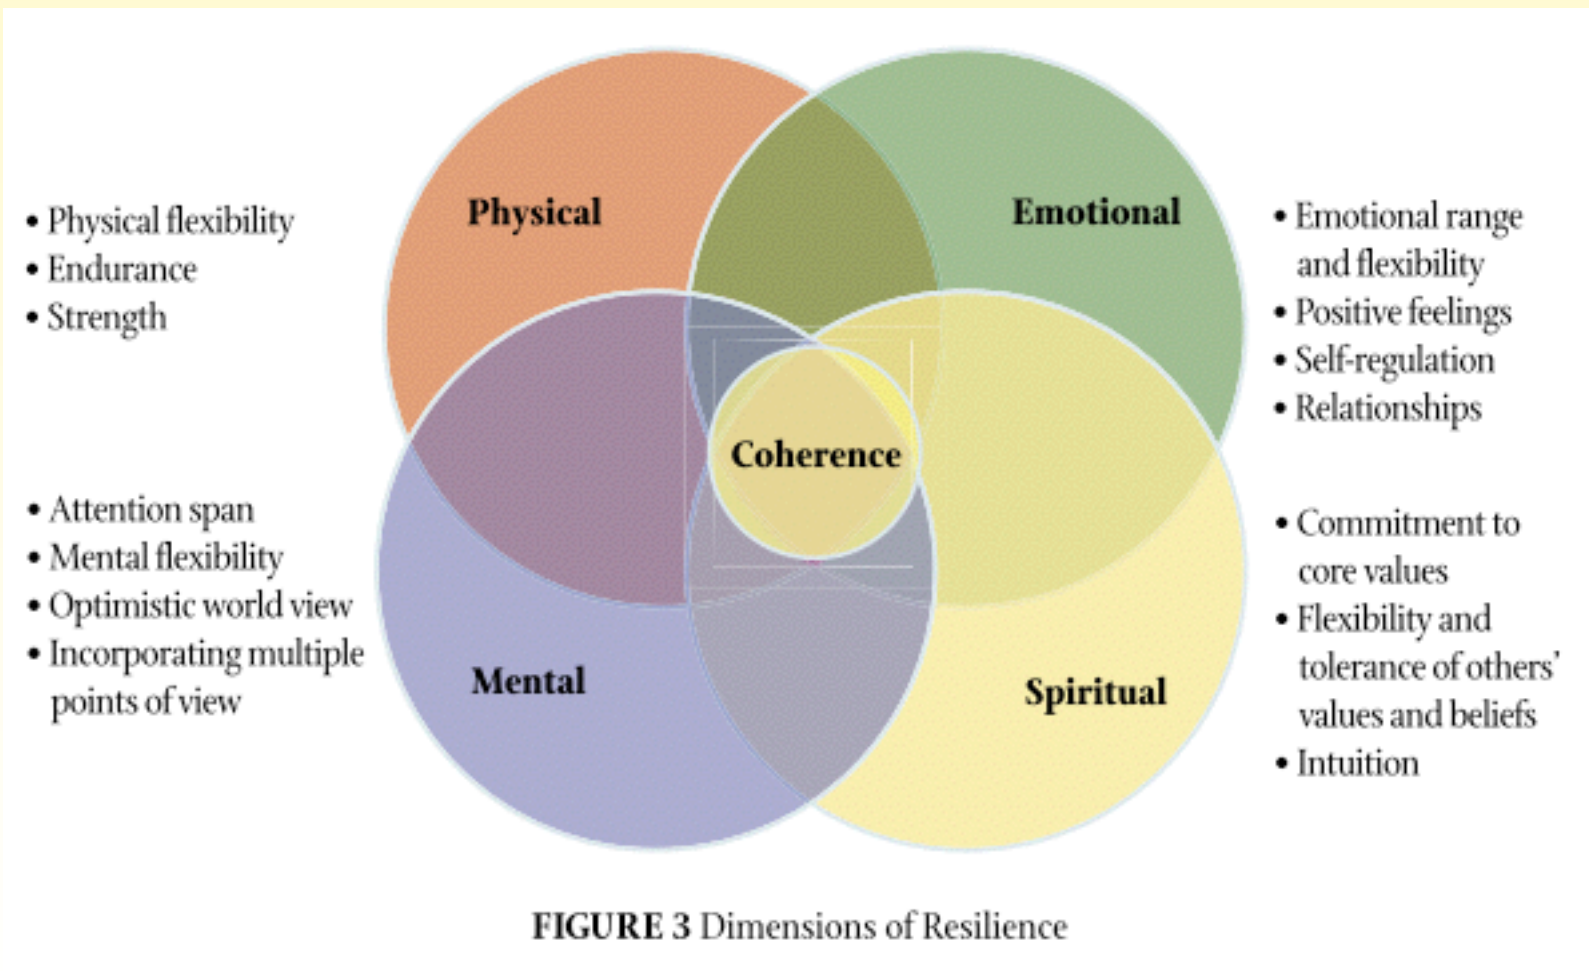 Physical
• Physical flexibility
• Endurance
• Strength
Emotional
• Emotional range
and flexibility
• Positive feelings
• Self-regulation
• Relationships
Coherence
Mental
• Attention span
• Mental flexibility
• Optimistic world view
• Incorporating multiple
points of view
Spiritual
• Commitment to
core values
• Flexibility and
tolerance of others’
values and beliefs
• Intuition
FIGURE 3 Dimensions of Resilience